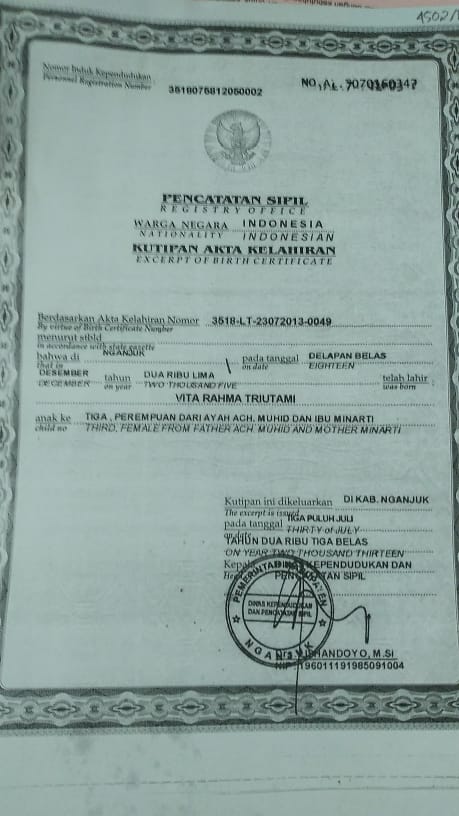 4502/
Nomor Induk Kependudukan
Personnel Registration Number
3518075812050002
NO. AL. 7070160347
PENCATATAN SIPIL
REGISTRY OFFICE
WARGA NEGARA INDONESIA
NATIONALITY INDONESIAN
KUTIPAN AKTA KELAHIRAN
EXCERPT OF BIRTH CERTIFICATE
Berdasarkan Akta Kelahiran Nomor 3518-LT-23072013-0049
By virtue of Birth Certificate Number
menurut stbld
in accordance with state gazette
bahwa di NGANJUK pada tanggal DELAPAN BELAS
that in on date EIGHTEEN
DESEMBER tahun DUA RIBU LIMA telah lahir
DECEMBER on year TWO THOUSAND FIVE was born
VITA RAHMA TRIUTAMI
anak ke TIGA , PEREMPUAN DARI AYAH ACH. MUHID DAN IBU MINARTI
child no THIRD, FEMALE FROM FATHER ACH. MUHID AND MOTHER MINARTI
Kutipan ini dikeluarkan DI KAB. NGANJUK
The excerpt is issued
pada tanggal TIGA PULUH JULI
on date THIRTY of JULY
TAHUN DUA RIBU TIGA BELAS
ON YEAR TWO THOUSAND THIRTEEN
Kepala DINAS KEPENDUDUKAN DAN
PENCATATAN SIPIL
PEMERINTAH KABUPATEN
DINAS KEPENDUDUKAN
DAN PENCATATAN SIPIL
NGANJUK
M.SI
NIP. 196011191985091004